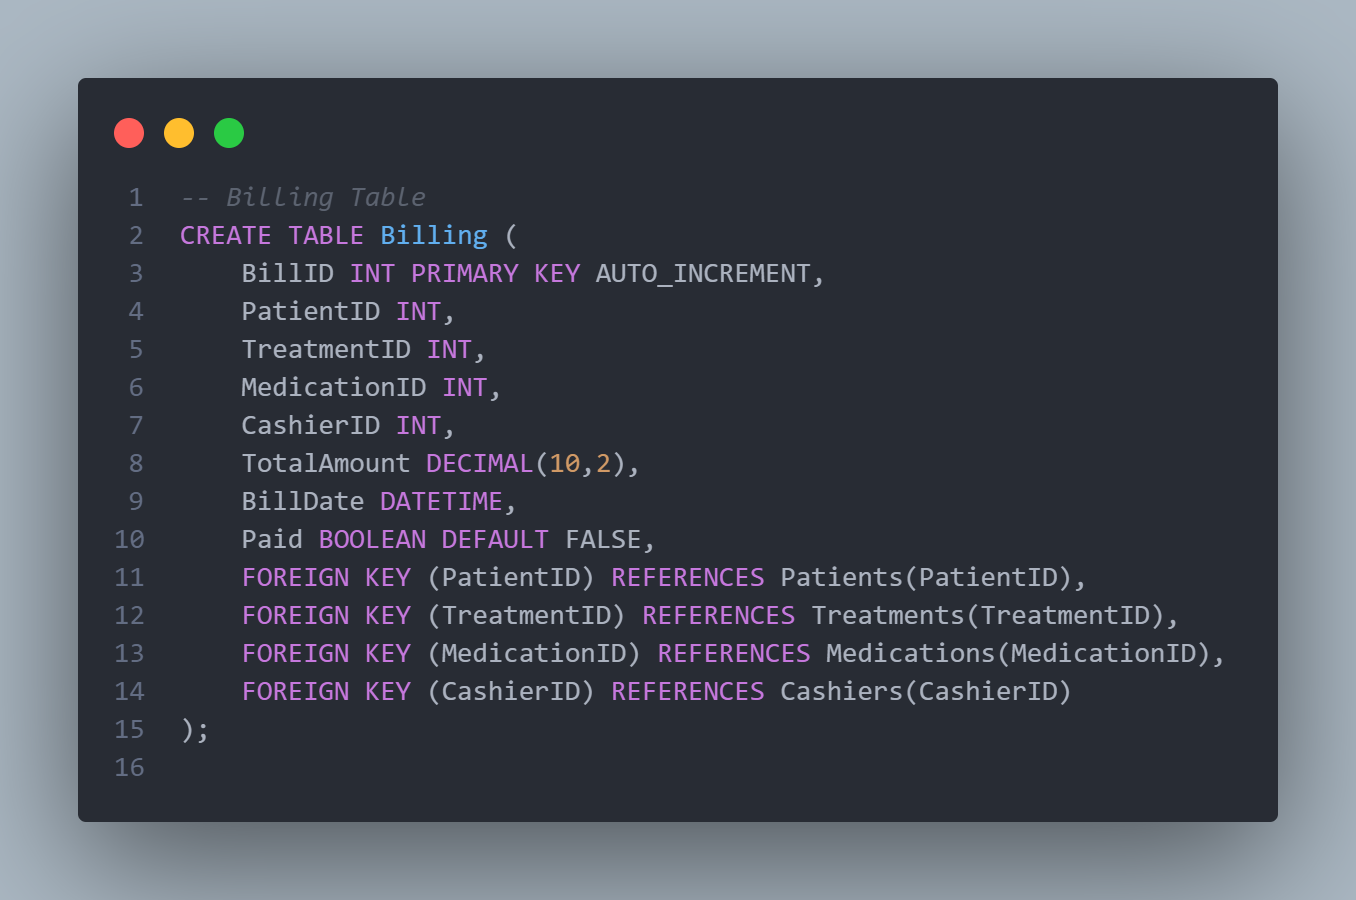 1 -- Billing Table
2 CREATE TABLE Billing (
3     BillID INT PRIMARY KEY AUTO_INCREMENT,
4     PatientID INT,
5     TreatmentID INT,
6     MedicationID INT,
7     CashierID INT,
8     TotalAmount DECIMAL(10,2),
9     BillDate DATETIME,
10     Paid BOOLEAN DEFAULT FALSE,
11     FOREIGN KEY (PatientID) REFERENCES Patients(PatientID),
12     FOREIGN KEY (TreatmentID) REFERENCES Treatments(TreatmentID),
13     FOREIGN KEY (MedicationID) REFERENCES Medications(MedicationID),
14     FOREIGN KEY (CashierID) REFERENCES Cashiers(CashierID)
15 );
16